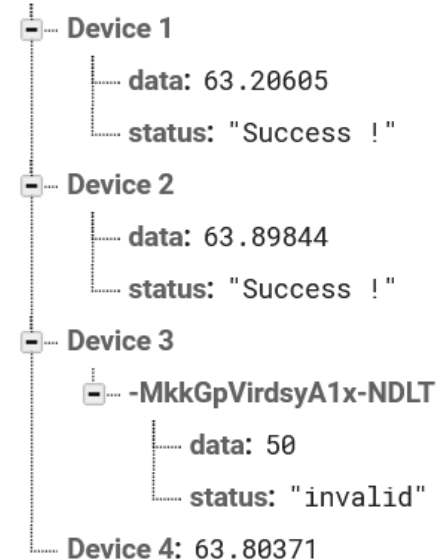 Device 1
data: 63.20605
status: "Success !"
Device 2
data: 63.89844
status: "Success !"
Device 3
-MkkGpVirdsyA1x-NDLT
data: 50
status: "invalid"
Device 4: 63.80371